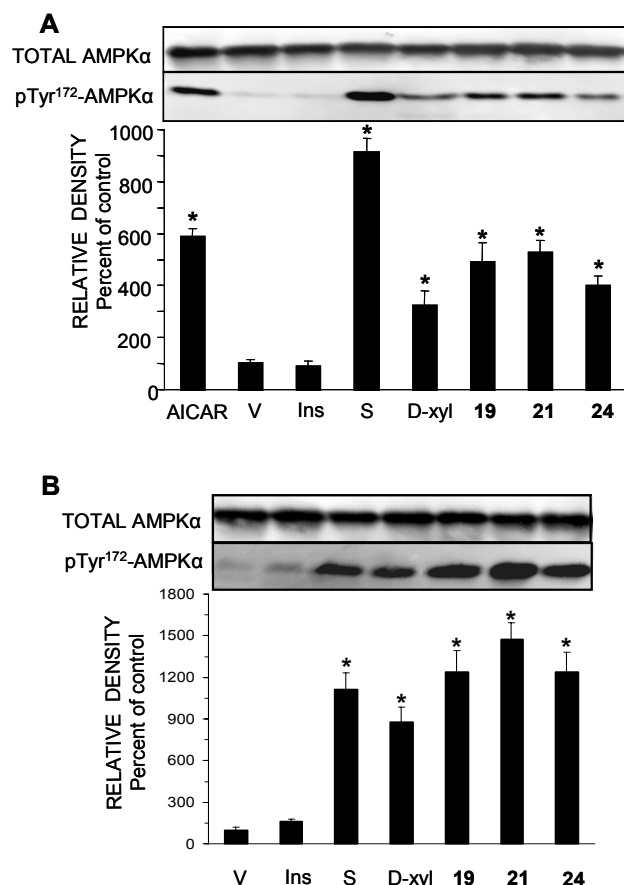 A
TOTAL AMPKα
pTyr¹⁷²-AMPKα
RELATIVE DENSITY
Percent of control
1000
800
600
400
200
0
* * * * * *
AICAR V Ins S D-xyl 19 21 24
B
TOTAL AMPKα
pTyr¹⁷²-AMPKα
RELATIVE DENSITY
Percent of control
1800
1500
1200
900
600
300
0
* * * * *
V Ins S D-xyl 19 21 24